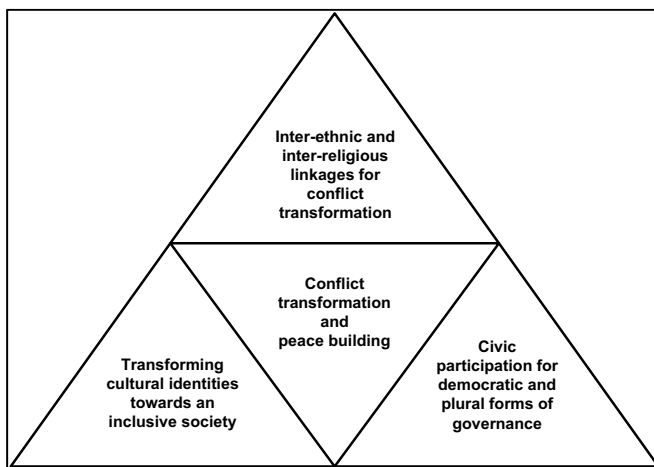 Inter-ethnic and
inter-religious
linkages for
conflict
transformation
Conflict
transformation
and
peace building
Transforming
cultural identities
towards an
inclusive society
Civic
participation for
democratic and
plural forms of
governance